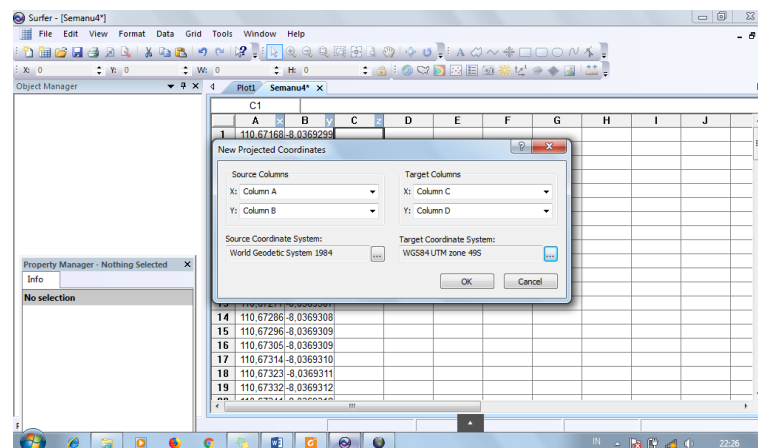 Surfer - [Semanu4*]
File Edit View Format Data Grid Tools Window Help
X: 0 Y: 0 W: 0 H: 0
Object Manager
Plot1 Semanu4* x
C1
A x B y C z D E F G H I J
1 110,67168 -8,0369299
New Projected Coordinates
Source Columns Target Columns
X: Column A X: Column C
Y: Column B Y: Column D
Source Coordinate System: Target Coordinate System:
World Geodetic System 1984 ... WGS84 UTM zone 49S ...
OK Cancel
Property Manager - Nothing Selected
Info
No selection
14 110,67286 -8,0369308
15 110,67296 -8,0369309
16 110,67305 -8,0369309
17 110,67314 -8,0369310
18 110,67323 -8,0369311
19 110,67332 -8,0369312
IN 22:26